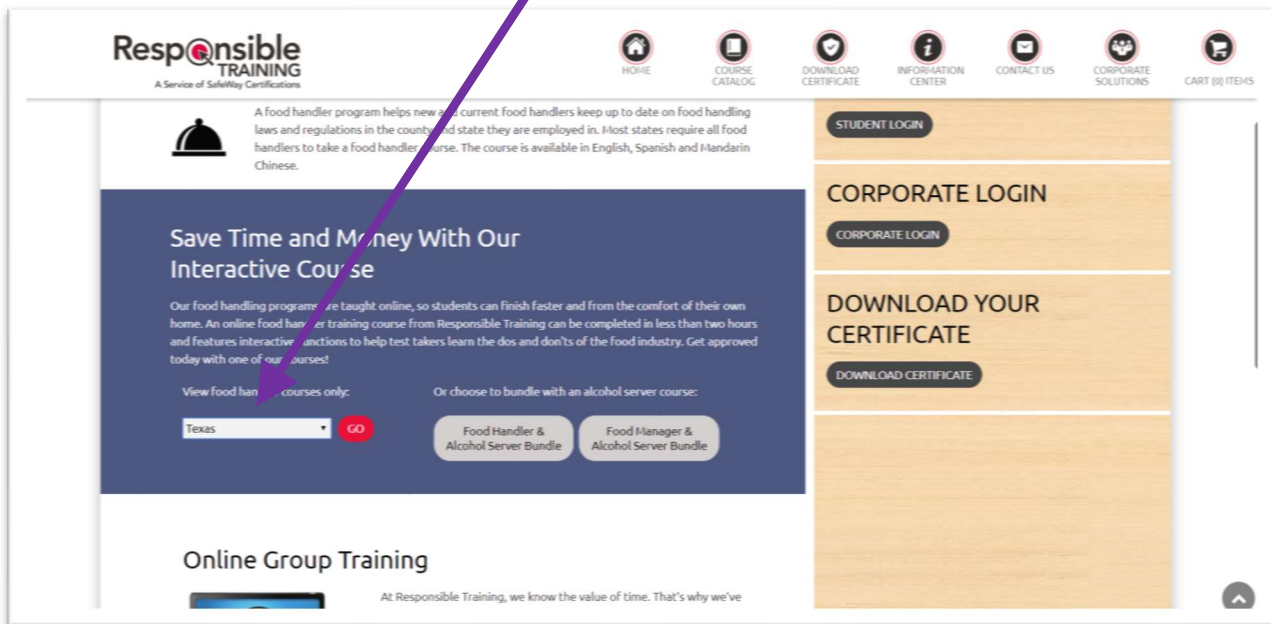 Responsible
TRAINING
A Service of SafeWay Certifications
HOME
COURSE
CATALOG
DOWNLOAD
CERTIFICATE
INFORMATION
CENTER
CONTACT US
CORPORATE
SOLUTIONS
CART (0) ITEMS
A food handler program helps new and current food handlers keep up to date on food handling
laws and regulations in the county and state they are employed in. Most states require all food
handlers to take a food handler course. The course is available in English, Spanish and Mandarin
Chinese.
Save Time and Money With Our
Interactive Course
Our food handling programs are taught online, so students can finish faster and from the comfort of their own
home. An online food handler training course from Responsible Training can be completed in less than two hours
and features interactive functions to help test takers learn the dos and don'ts of the food industry. Get approved
today with one of our courses!
View food handler courses only:
Texas
GO
Or choose to bundle with an alcohol server course:
Food Handler &
Alcohol Server Bundle
Food Manager &
Alcohol Server Bundle
Online Group Training
At Responsible Training, we know the value of time. That's why we've
STUDENT LOGIN
CORPORATE LOGIN
CORPORATE LOGIN
DOWNLOAD YOUR
CERTIFICATE
DOWNLOAD CERTIFICATE